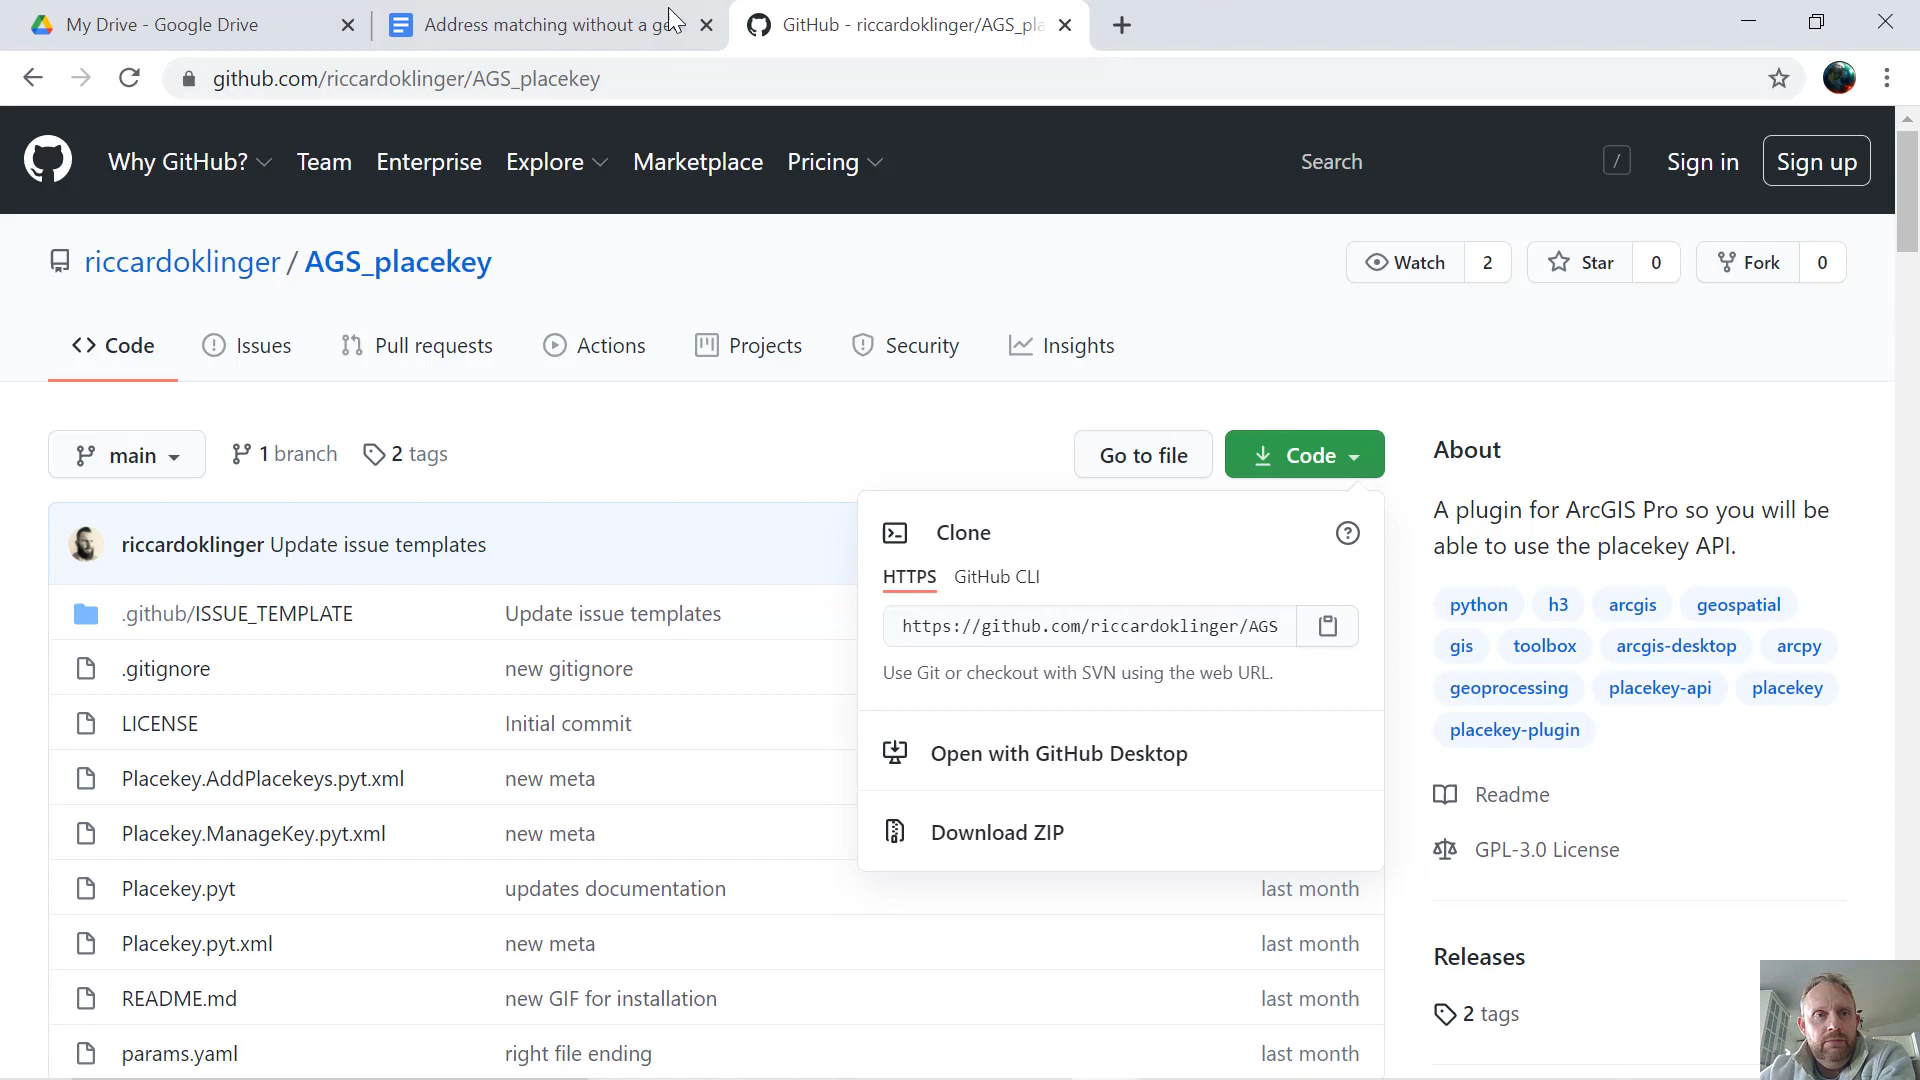 My Drive - Google Drive
Address matching without a ge
GitHub - riccardoklinger/AGS_pla
github.com/riccardoklinger/AGS_placekey
Why GitHub? Team Enterprise Explore Marketplace Pricing
Search / Sign in Sign up
riccardoklinger / AGS_placekey
Watch 2 Star 0 Fork 0
Code Issues Pull requests Actions Projects Security Insights
main 1 branch 2 tags
Go to file Code
riccardoklinger Update issue templates
.github/ISSUE_TEMPLATE Update issue templates
.gitignore new gitignore
LICENSE Initial commit
Placekey.AddPlacekeys.pyt.xml new meta
Placekey.ManageKey.pyt.xml new meta
Placekey.pyt updates documentation last month
Placekey.pyt.xml new meta last month
README.md new GIF for installation last month
params.yaml right file ending last month
Clone
HTTPS GitHub CLI
https://github.com/riccardoklinger/AGS
Use Git or checkout with SVN using the web URL.
Open with GitHub Desktop
Download ZIP
About
A plugin for ArcGIS Pro so you will be
able to use the placekey API.
python h3 arcgis geospatial
gis toolbox arcgis-desktop arcpy
geoprocessing placekey-api placekey
placekey-plugin
Readme
GPL-3.0 License
Releases
2 tags